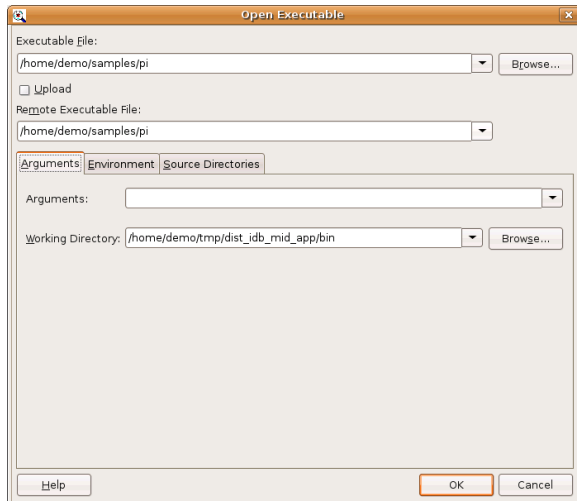 Open Executable
Executable File:
/home/demo/samples/pi
Browse...
Upload
Remote Executable File:
/home/demo/samples/pi
Arguments Environment Source Directories
Arguments:
Working Directory: /home/demo/tmp/dist_idb_mid_app/bin Browse...
Help OK Cancel